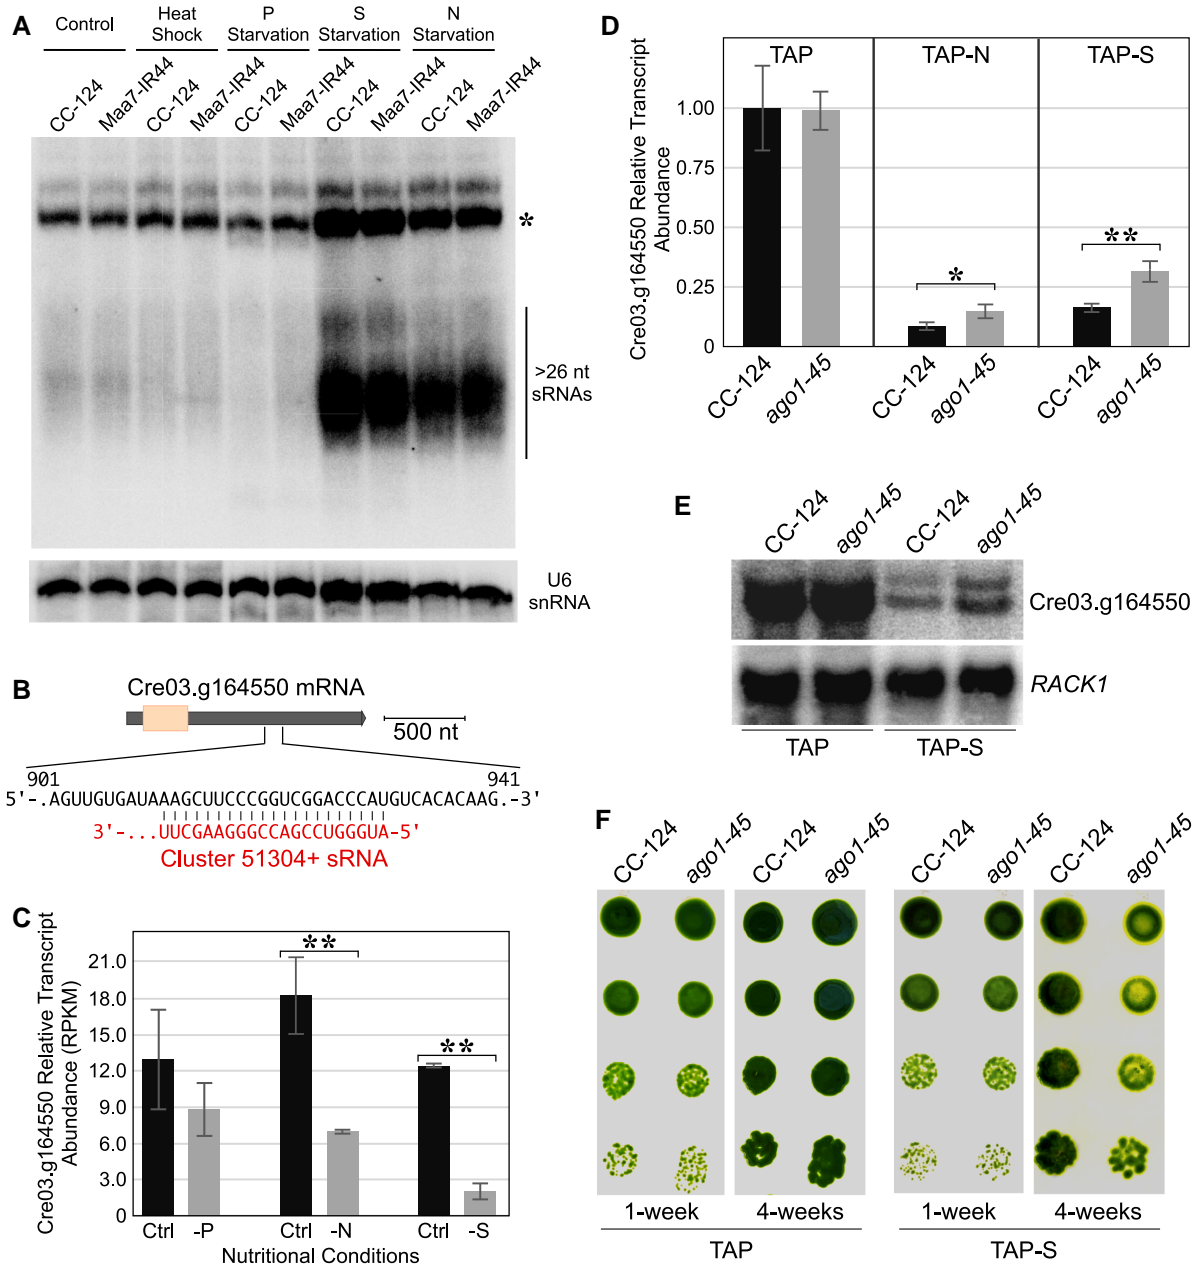 A
Control
Heat
Shock
P
Starvation
S
Starvation
N
Starvation
CC-124
Maa7-IR44
CC-124
Maa7-IR44
CC-124
Maa7-IR44
CC-124
Maa7-IR44
CC-124
Maa7-IR44
*
>26 nt
sRNAs
U6
snRNA
B
Cre03.g164550 mRNA
500 nt
901
941
5'-.AGUUGUGAUAAAGCUUCCCGGUCGGACCCAUGUCACACAAG.-3'
3'-...UUCGAAGGGCCAGCCUGGGUA-5'
Cluster 51304+ sRNA
C
Cre03.g164550 Relative Transcript
Abundance (RPKM)
21.0
18.0
15.0
12.0
9.0
6.0
3.0
0
**
**
Ctrl
-P
Ctrl
-N
Ctrl
-S
Nutritional Conditions
D
Cre03.g164550 Relative Transcript
Abundance
TAP
TAP-N
TAP-S
1.00
0.75
0.50
0.25
0
*
**
CC-124
ago1-45
CC-124
ago1-45
CC-124
ago1-45
E
CC-124
ago1-45
CC-124
ago1-45
Cre03.g164550
RACK1
TAP
TAP-S
F
CC-124
ago1-45
CC-124
ago1-45
CC-124
ago1-45
CC-124
ago1-45
1-week
4-weeks
1-week
4-weeks
TAP
TAP-S